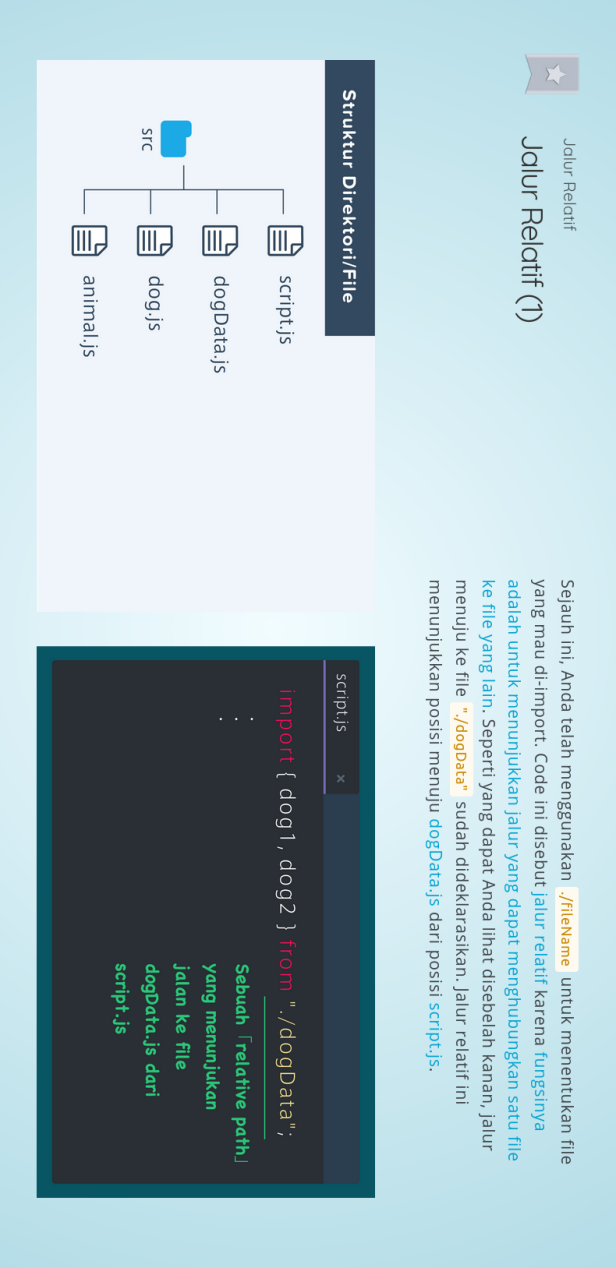 Jalur Relatif
Jalur Relatif (1)
Sejauh ini, Anda telah menggunakan ./fileName untuk menentukan file
yang mau di-import. Code ini disebut jalur relatif karena fungsinya
adalah untuk menunjukkan jalur yang dapat menghubungkan satu file
ke file yang lain. Seperti yang dapat Anda lihat disebelah kanan, jalur
menuju ke file "./dogData" sudah dideklarasikan. Jalur relatif ini
menunjukkan posisi menuju dogData.js dari posisi script.js.
Struktur Direktori/File
src
script.js
dogData.js
dog.js
animal.js
script.js ×
import { dog1, dog2 } from "./dogData";
.
.
.
Sebuah「relative path」
yang menunjukan
jalan ke file
dogData.js dari
script.js